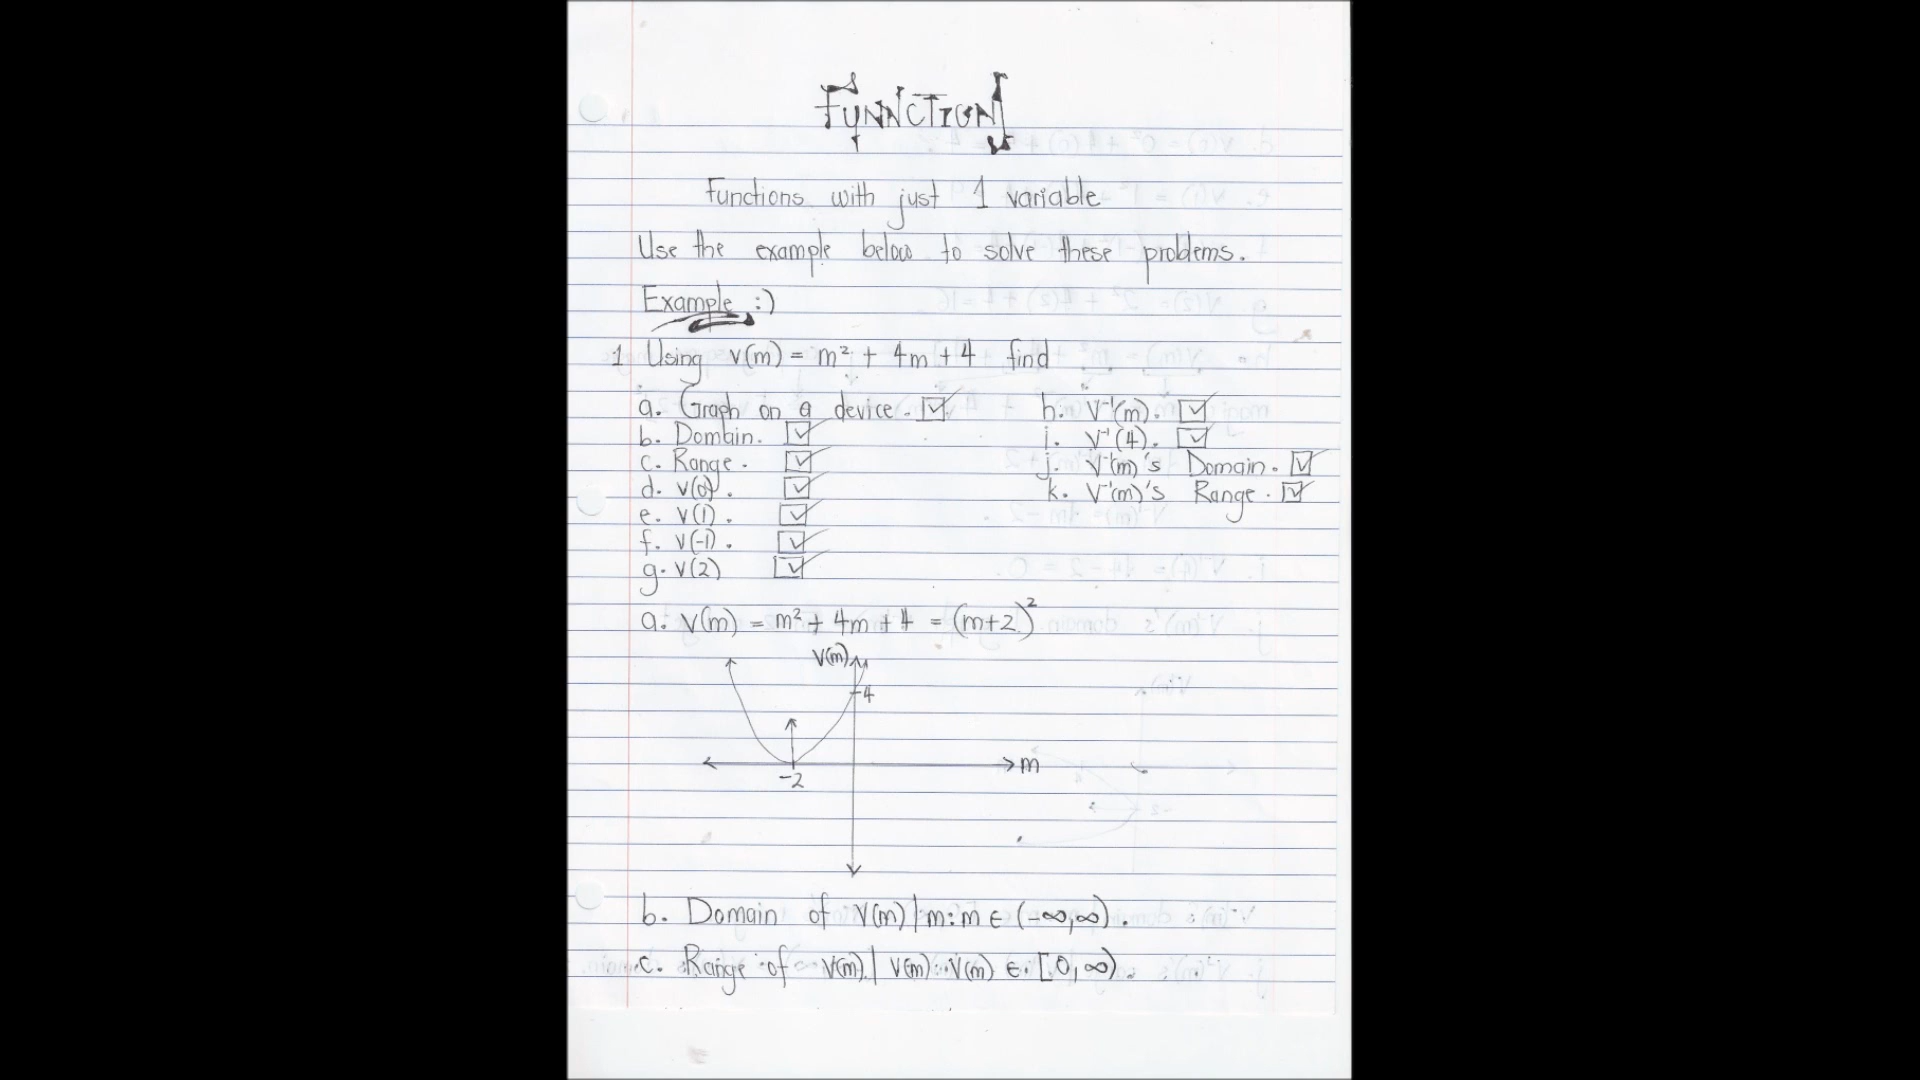 FUNNCTION
Functions with just 1 variable
Use the example below to solve these problems.
Example :)
1 Using v(m) = m² + 4m + 4 find
a. Graph on a device. ☑
b. Domain. ☑
c. Range. ☑
d. v(0). ☑
e. v(1). ☑
f. v(-1). ☑
g. v(2) ☑
h. V⁻¹(m). ☑
i. V⁻¹(4). ☑
j. V⁻¹(m)'s Domain. ☑
k. V⁻¹(m)'s Range. ☑
a. V(m) = m² + 4m + 4 = (m+2)²
V(m)
4
m
-2
b. Domain of V(m) | m : m ∈ (-∞,∞).
c. Range of V(m) | V(m) : V(m) ∈ [0,∞).